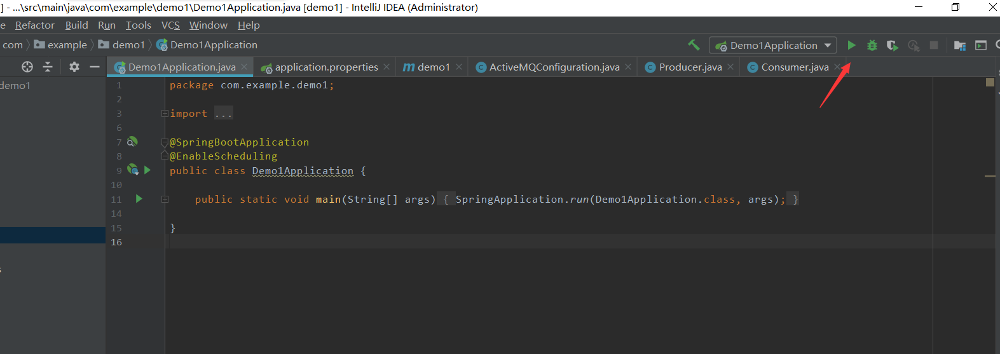 ] - ...\src\main\java\com\example\demo1\Demo1Application.java [demo1] - IntelliJ IDEA (Administrator)
e Refactor Build Run Tools VCS Window Help
com example demo1 Demo1Application Demo1Application
Demo1Application.java application.properties m demo1 C ActiveMQConfiguration.java C Producer.java C Consumer.java
demo1
1 package com.example.demo1;
2
3 import ...
6
7 @SpringBootApplication
8 @EnableScheduling
9 public class Demo1Application {
10
11 public static void main(String[] args) { SpringApplication.run(Demo1Application.class, args); }
14
15 }
16